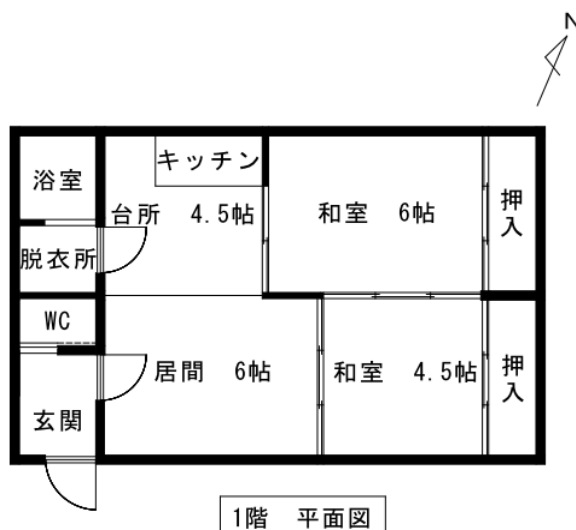 N
浴室
キッチン
台所 4.5帖
和室 6帖
押入
脱衣所
WC
居間 6帖
和室 4.5帖
押入
玄関
1階 平面図